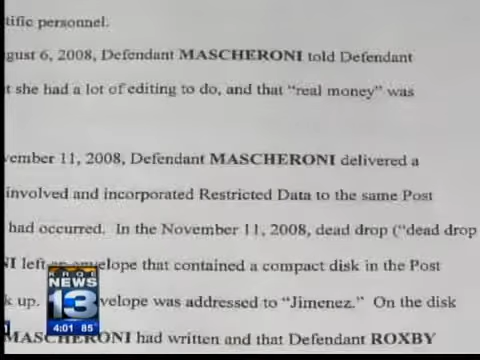 tific personnel.
gust 6, 2008, Defendant MASCHERONI told Defendant
t she had a lot of editing to do, and that “real money” was
vember 11, 2008, Defendant MASCHERONI delivered a
involved and incorporated Restricted Data to the same Post
had occurred. In the November 11, 2008, dead drop (“dead drop
NI left an envelope that contained a compact disk in the Post
k up. velope was addressed to “Jimenez.” On the disk
MASCHERONI had written and that Defendant ROXBY
KRQE
NEWS
13
4:01 85°